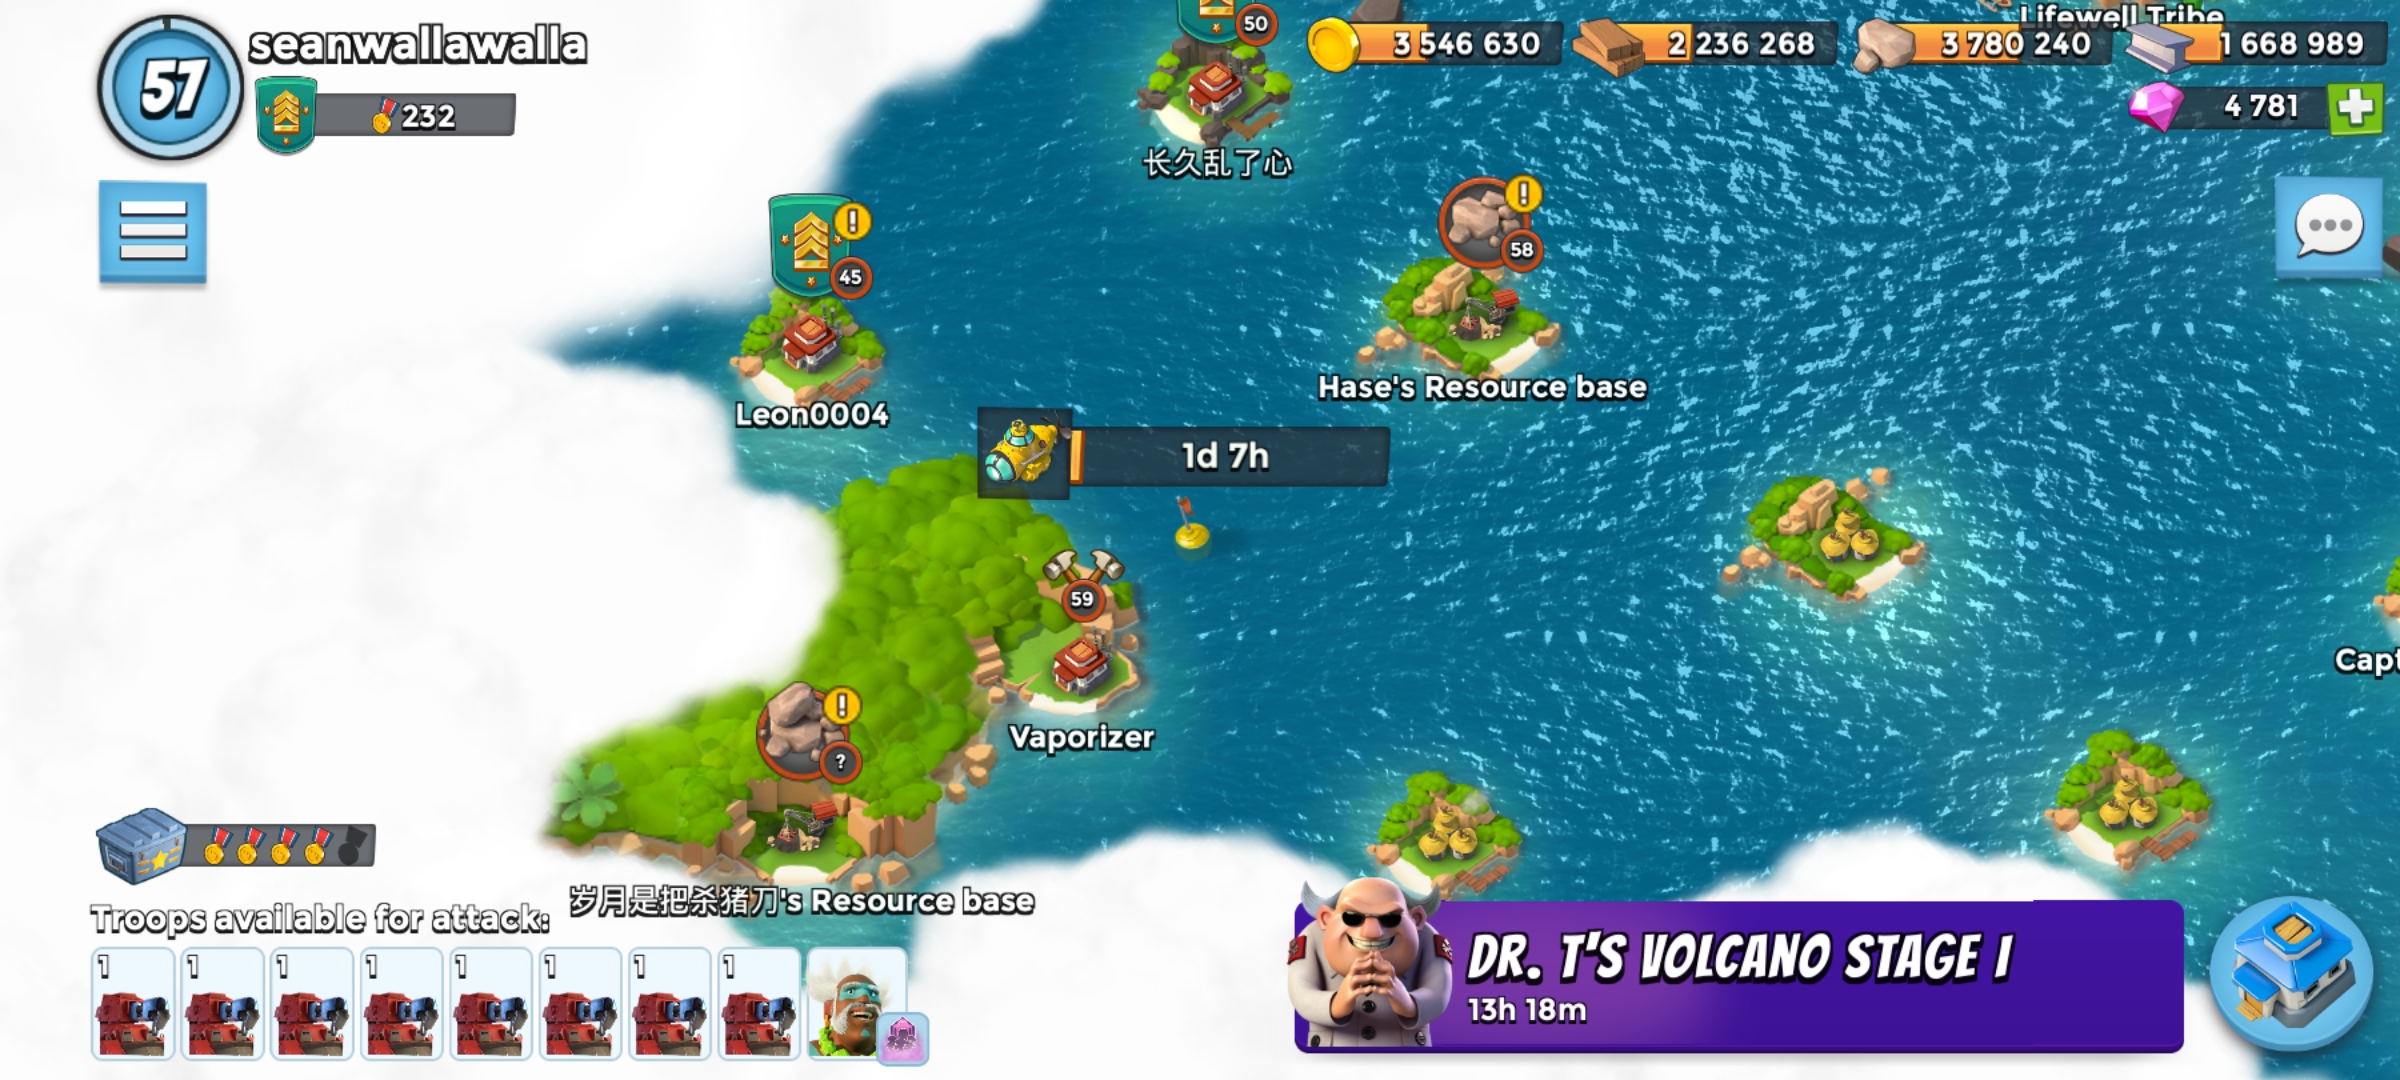 57
seanwallawalla
232
50
3 546 630
2 236 268
3 780 240
Lifewell Tribe
1 668 989
4 781
长久乱了心
!
45
Leon0004
!
58
Hase's Resource base
1d 7h
59
Vaporizer
!
?
岁月是把杀猪刀's Resource base
Capt
Troops available for attack:
1 1 1 1 1 1 1 1
DR. T'S VOLCANO STAGE I
13h 18m